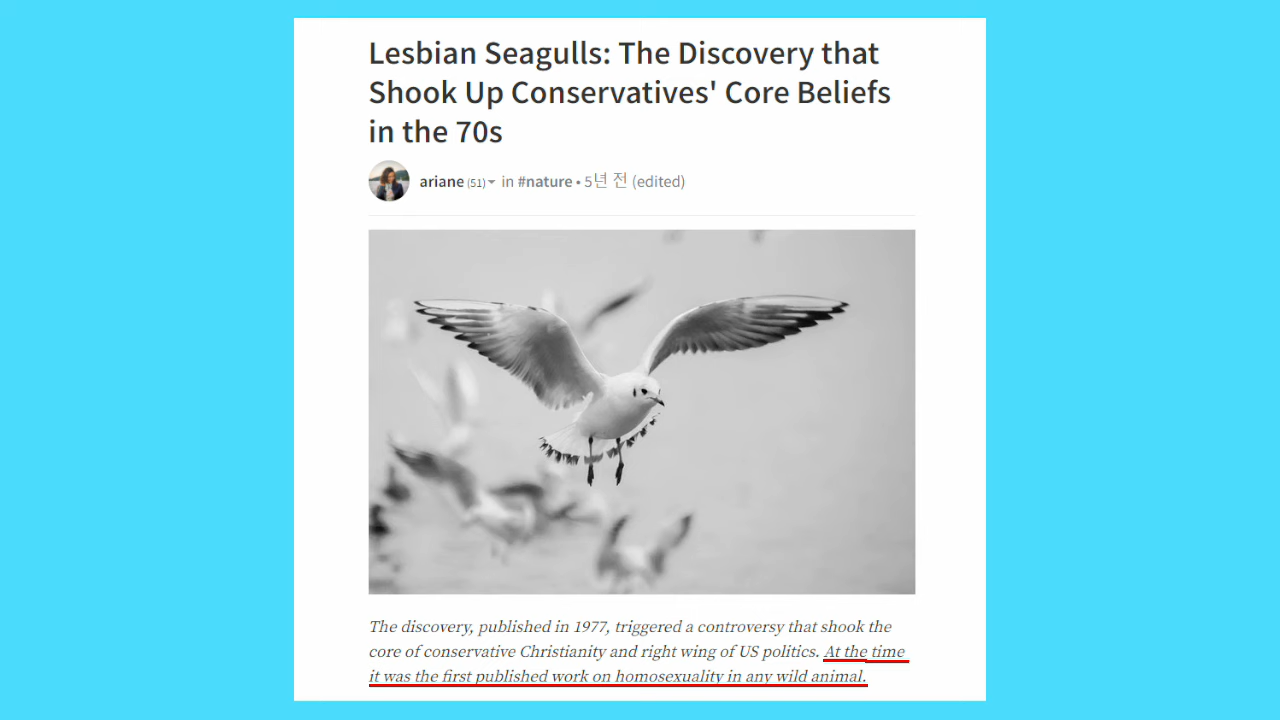 Lesbian Seagulls: The Discovery that
Shook Up Conservatives' Core Beliefs
in the 70s
ariane (51) in #nature • 5년 전 (edited)
The discovery, published in 1977, triggered a controversy that shook the
core of conservative Christianity and right wing of US politics. At the time
it was the first published work on homosexuality in any wild animal.